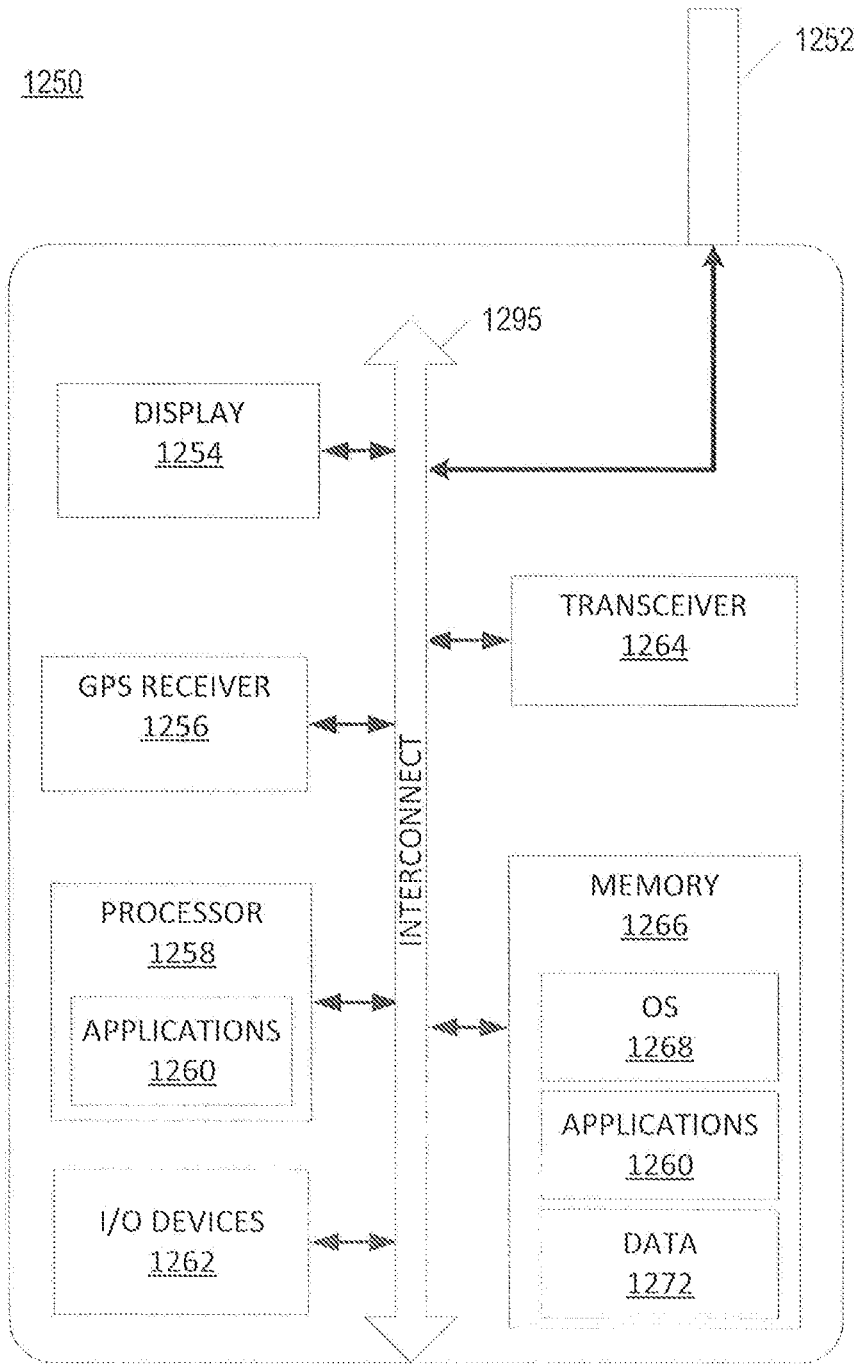 1252
1250
1295
DISPLAY
1254
TRANSCEIVER
1264
GPS RECEIVER
1256
INTERCONNECT
PROCESSOR
1258
APPLICATIONS
1260
MEMORY
1266
OS
1268
APPLICATIONS
1260
I/O DEVICES
1262
DATA
1272